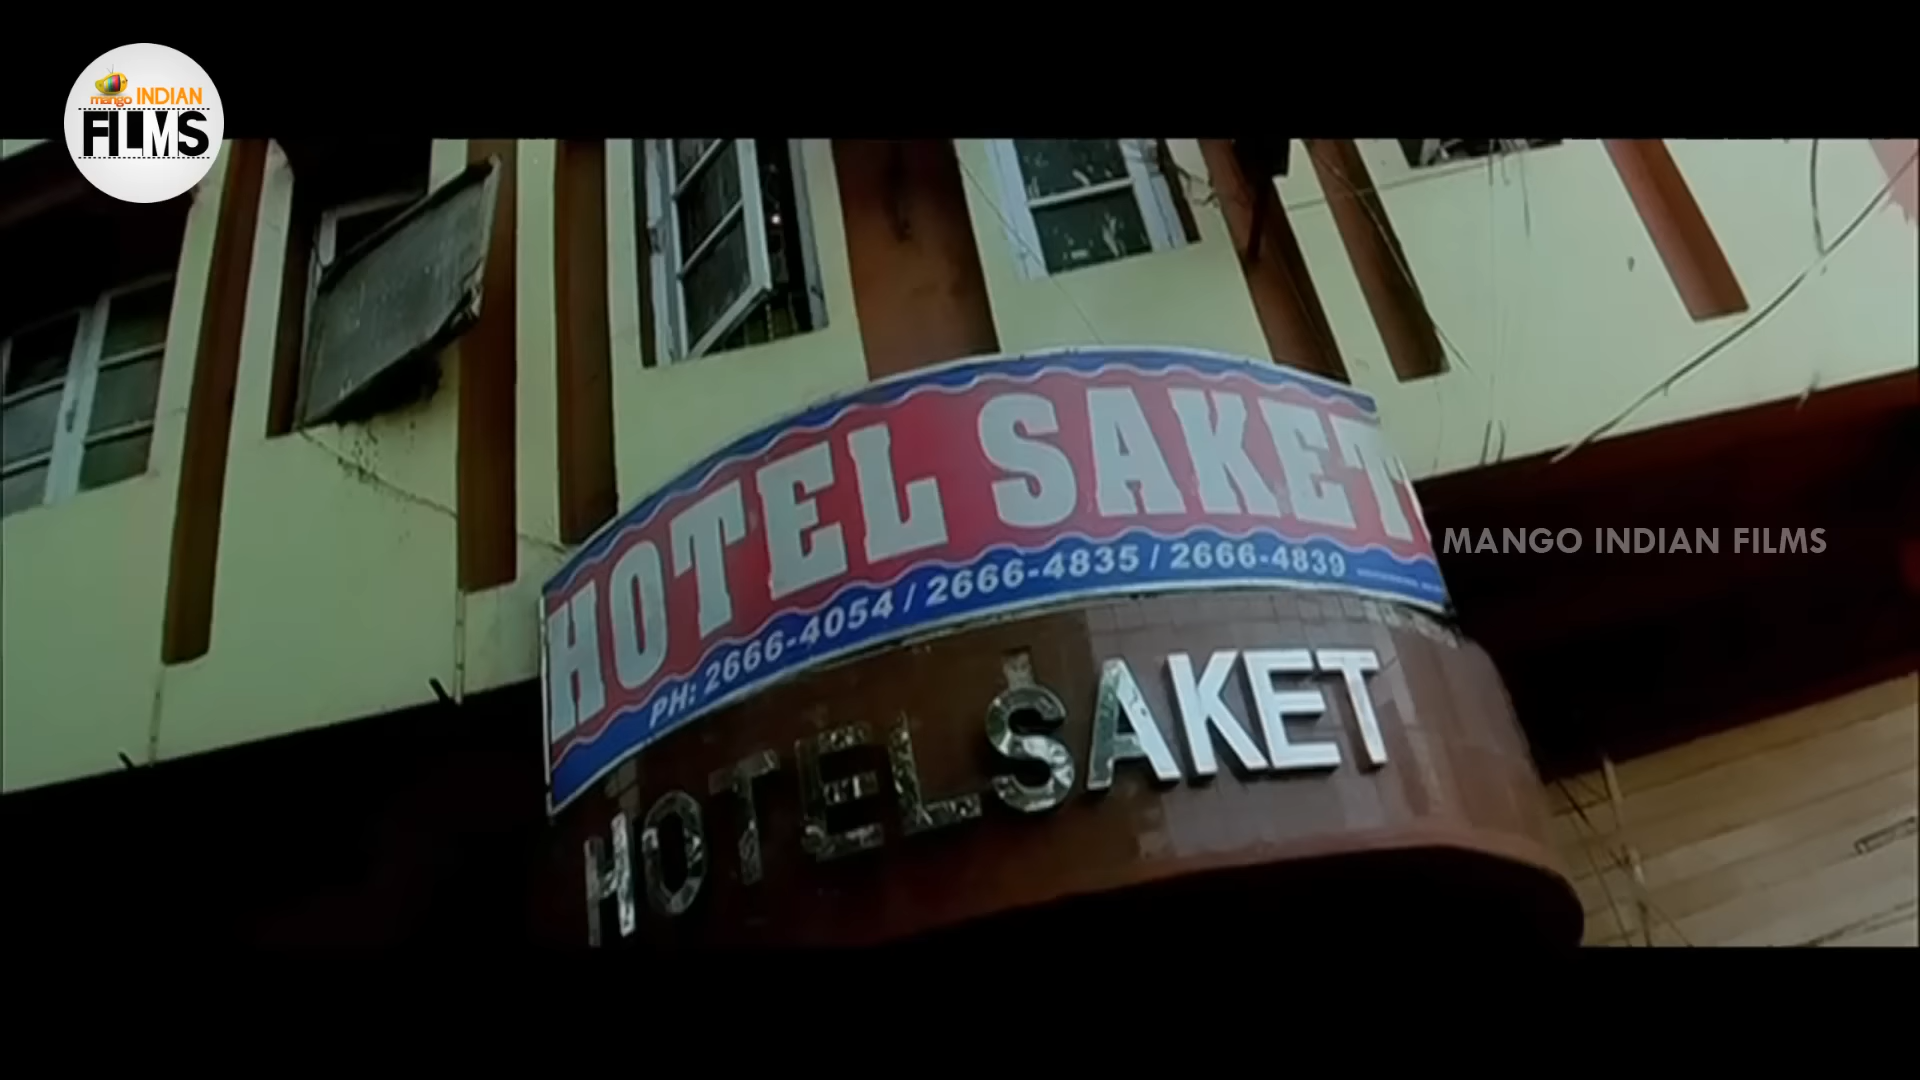 mango INDIAN
FILMS
HOTEL SAKET
PH: 2666-4054 / 2666-4835 / 2666-4839
MANGO INDIAN FILMS
HOTEL SAKET